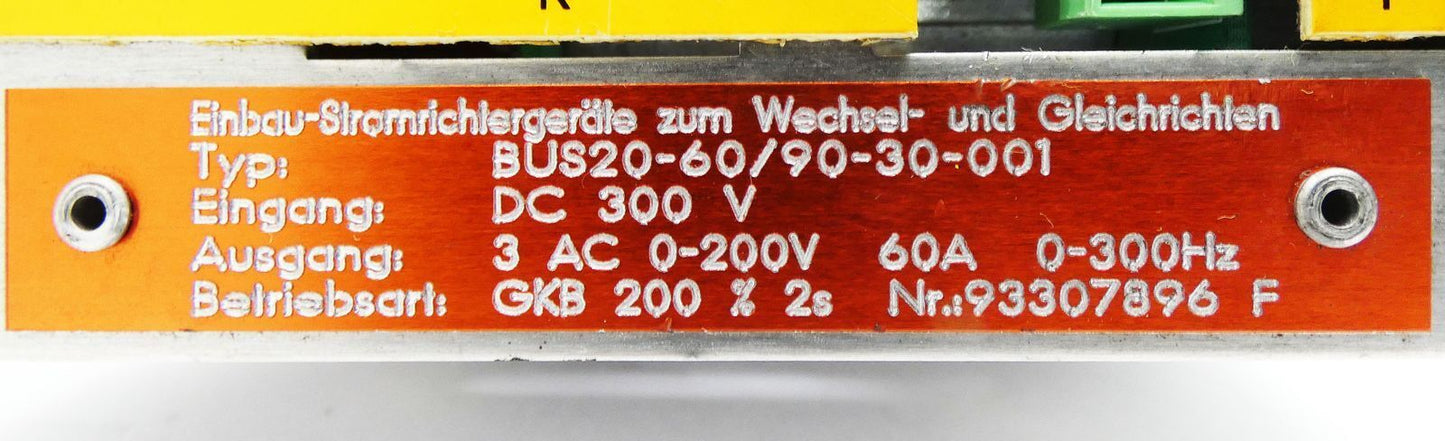 Einbau-Stromrichtergeräte zum Wechsel- und Gleichrichten
Typ: BUS20-60/90-30-001
Eingang: DC 300 V
Ausgang: 3 AC 0-200V 60A 0-300Hz
Betriebsart: GKB 200 % 2s Nr.:93307896 F